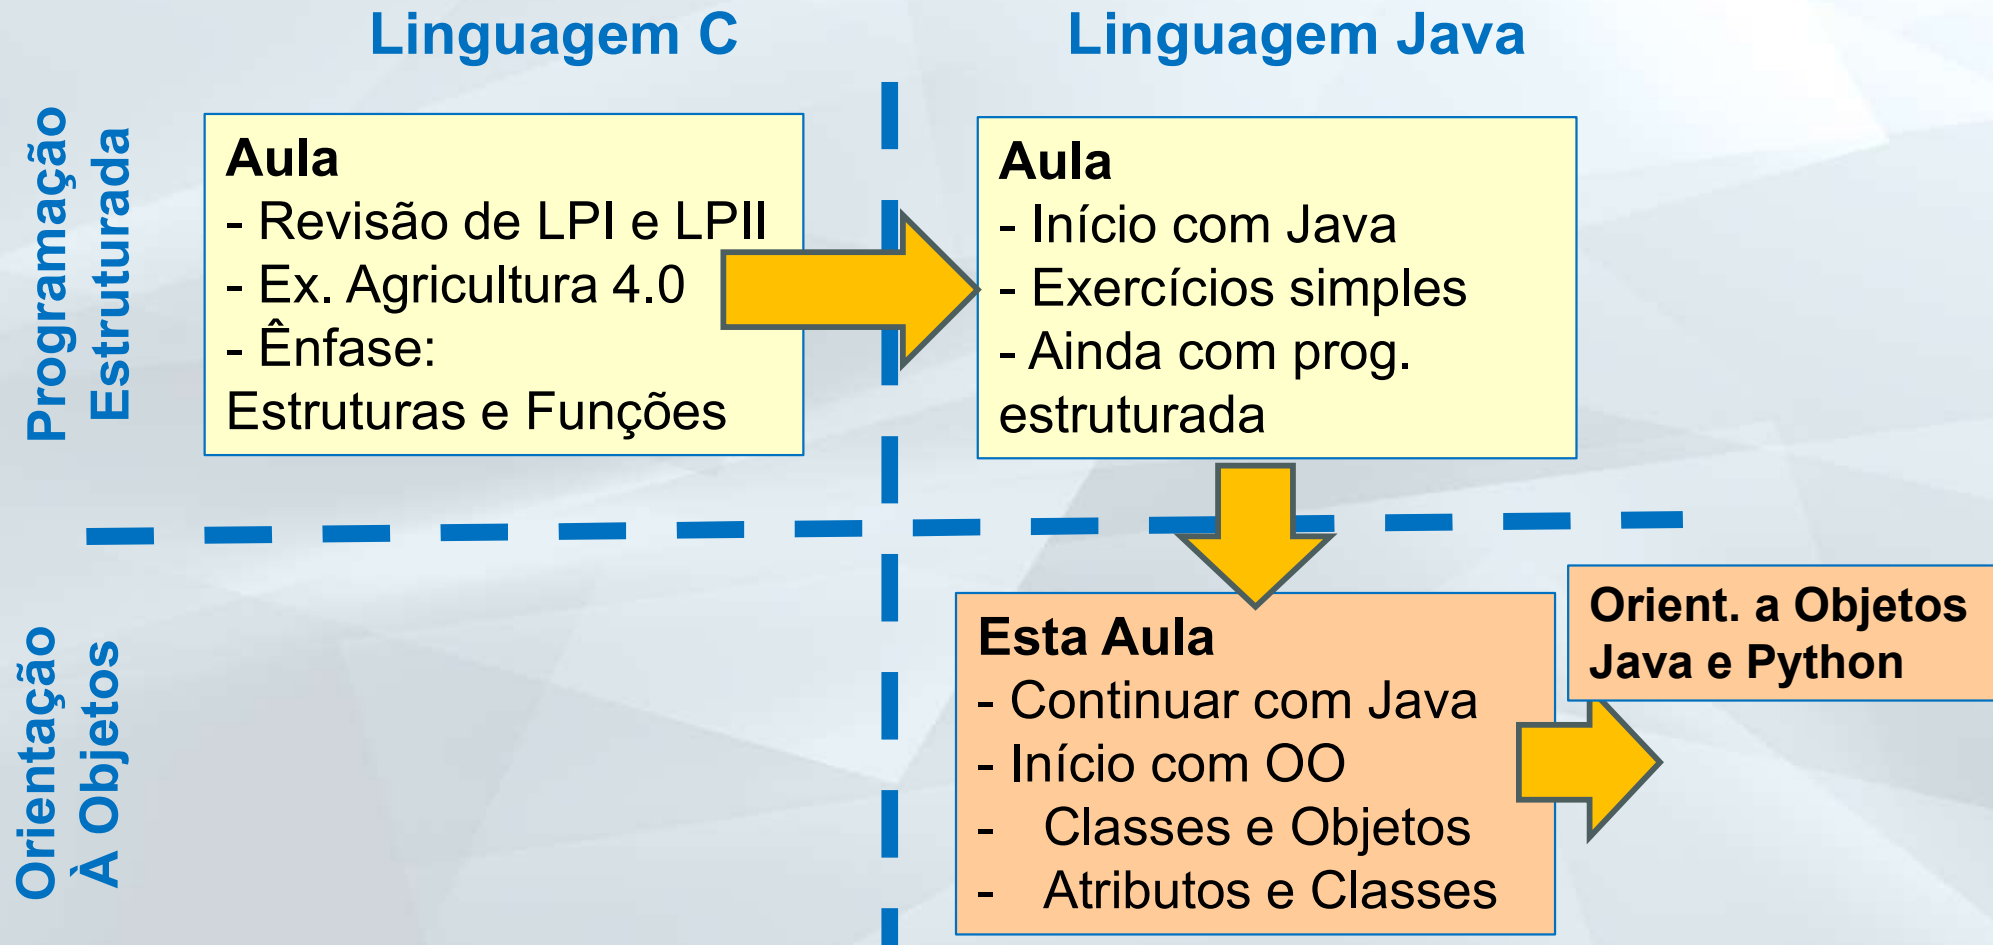 Linguagem C
Linguagem Java
Programação
Estruturada
Aula
- Revisão de LPI e LPII
- Ex. Agricultura 4.0
- Ênfase:
Estruturas e Funções
Aula
- Início com Java
- Exercícios simples
- Ainda com prog.
estruturada
Orientação
À Objetos
Esta Aula
- Continuar com Java
- Início com OO
- Classes e Objetos
- Atributos e Classes
Orient. a Objetos
Java e Python